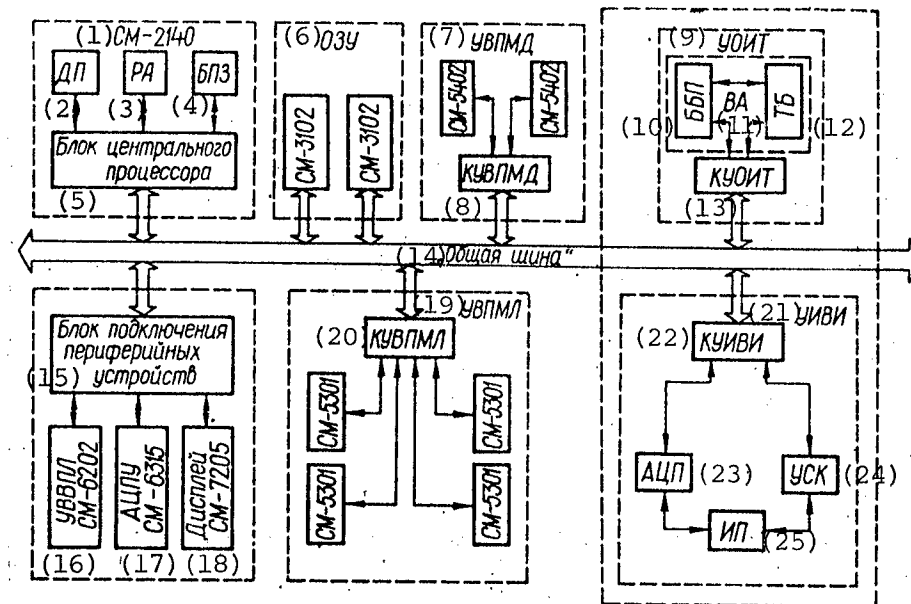 (1) СМ-2140
ДП
РА
БПЗ
(2)
(3)
(4)
Блок центрального
процессора
(5)
(6) ОЗУ
СМ-3102
СМ-3102
(7) УВПМД
СМ-5402
СМ-5402
КУВПМД
(8)
(9) УОИТ
ББП
ВА
ТБ
(10)
(11)
(12)
КУОИТ
(13)
(14) „Общая шина“
Блок подключения
периферийных
устройств
(15)
УВВПЛ
СМ-6202
АЦПУ
СМ-6315
Дисплей
СМ-7205
(16)
(17)
(18)
(19) УВПМЛ
(20)
КУВПМЛ
СМ-5301
СМ-5301
СМ-5301
СМ-5301
(21) УИВИ
(22)
КУИВИ
АЦП
(23)
УСК
(24)
ИП
(25)